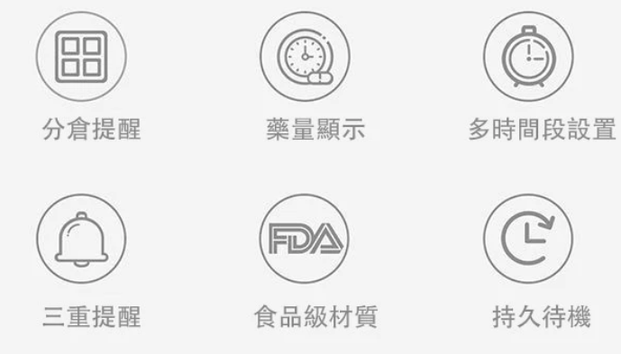 分倉提醒
藥量顯示
多時間段設置
FDA
三重提醒
食品級材質
持久待機